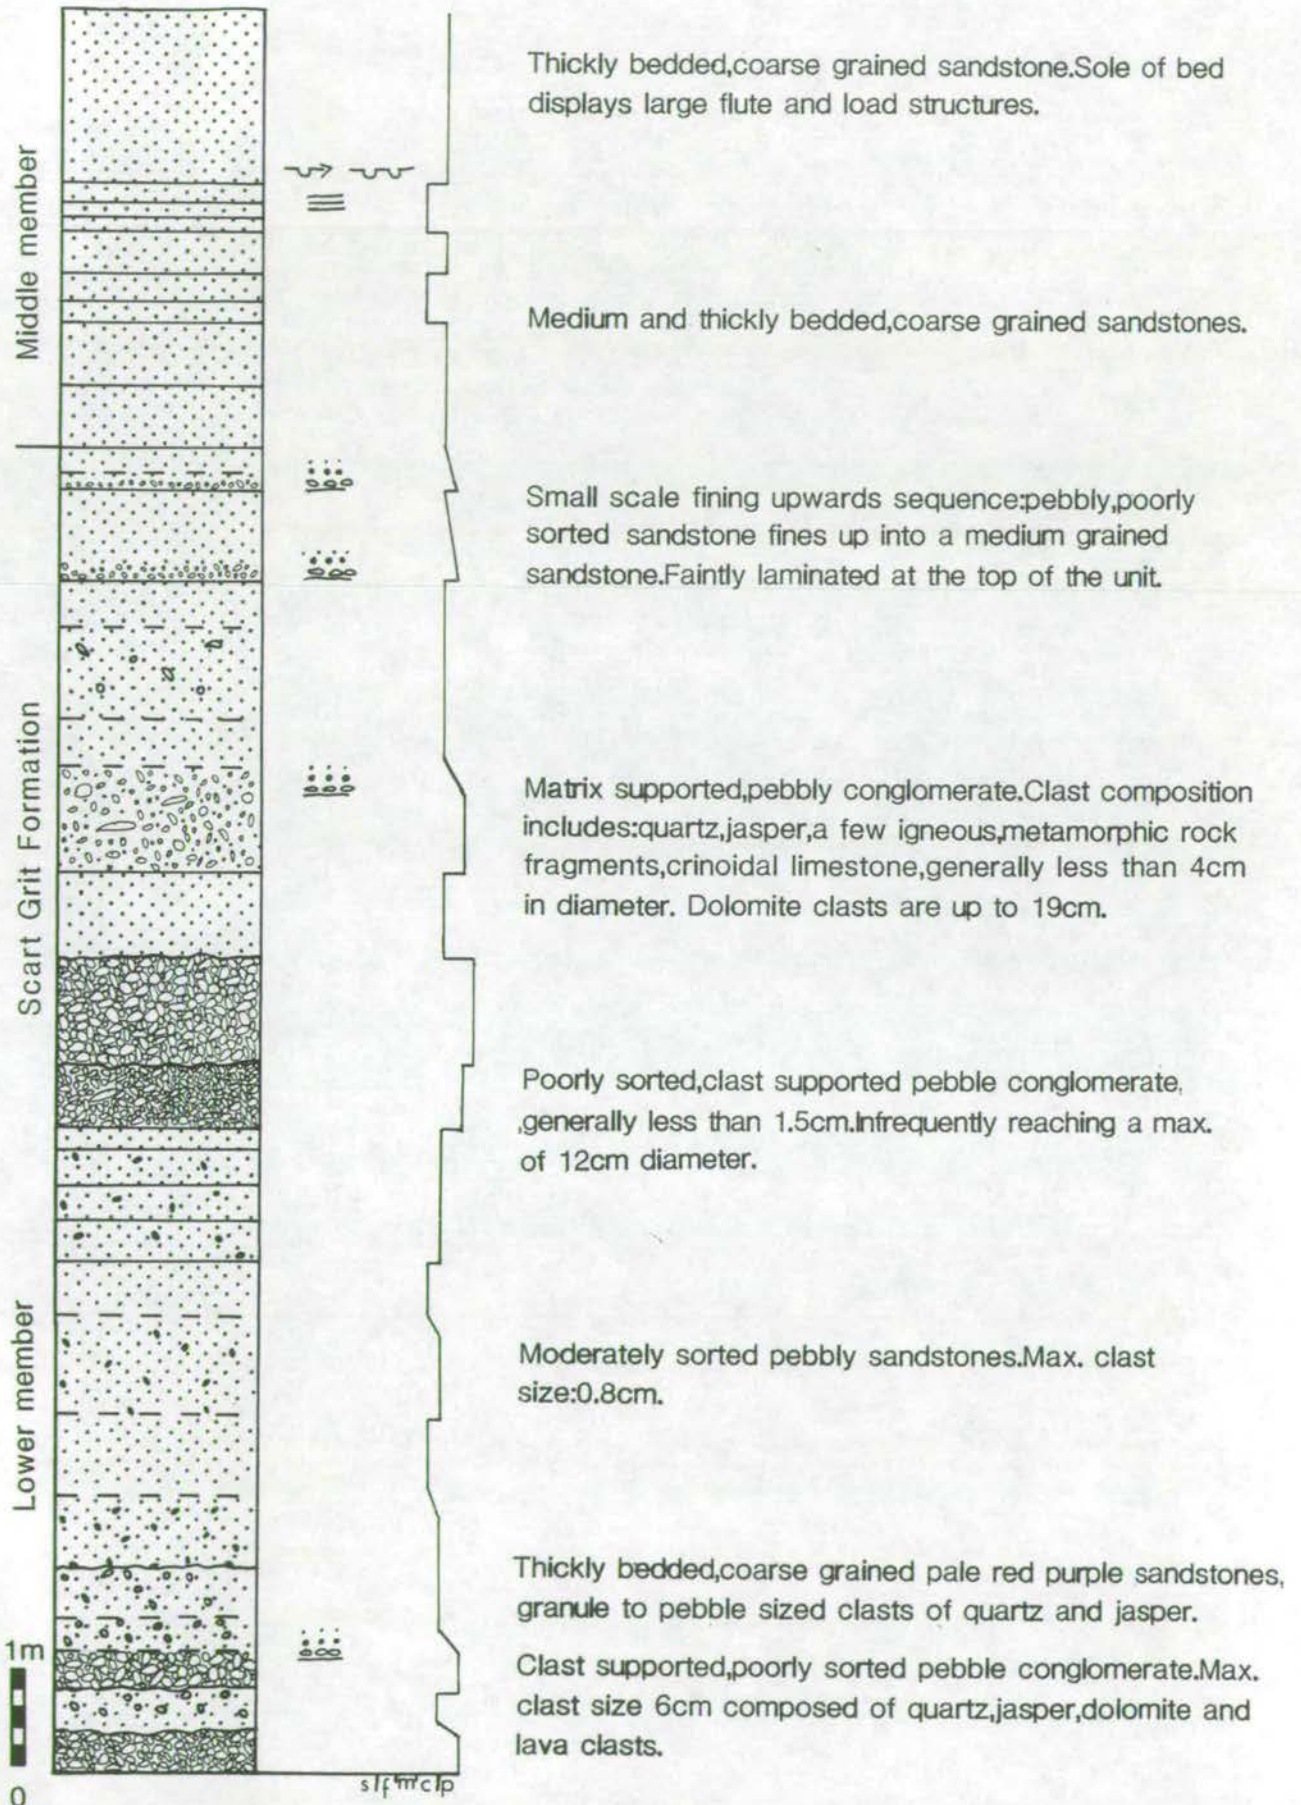 Thickly bedded,coarse grained sandstone.Sole of bed
displays large flute and load structures.
Middle member
Medium and thickly bedded,coarse grained sandstones.
Small scale fining upwards sequence:pebbly,poorly
sorted sandstone fines up into a medium grained
sandstone.Faintly laminated at the top of the unit.
Scart Grit Formation
Matrix supported,pebbly conglomerate.Clast composition
includes:quartz,jasper,a few igneous,metamorphic rock
fragments,crinoidal limestone,generally less than 4cm
in diameter. Dolomite clasts are up to 19cm.
Poorly sorted,clast supported pebble conglomerate,
,generally less than 1.5cm.Infrequently reaching a max.
of 12cm diameter.
Lower member
Moderately sorted pebbly sandstones.Max. clast
size:0.8cm.
Thickly bedded,coarse grained pale red purple sandstones,
granule to pebble sized clasts of quartz and jasper.
1m
Clast supported,poorly sorted pebble conglomerate.Max.
clast size 6cm composed of quartz,jasper,dolomite and
lava clasts.
0
s f m c p